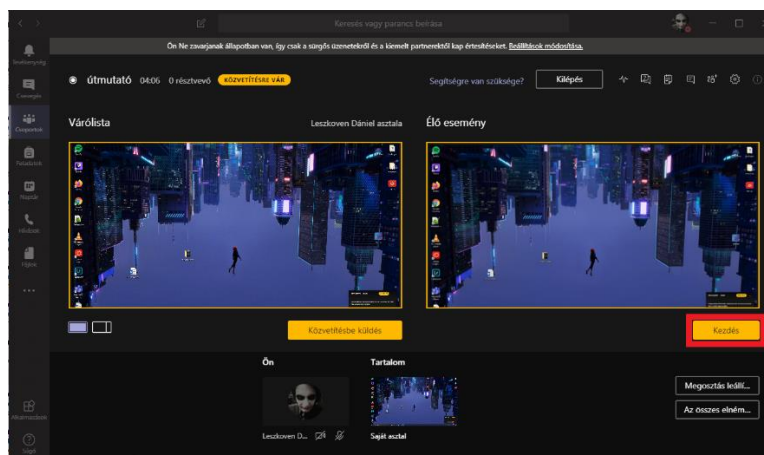 Keresés vagy parancs beírása
Ön Ne zavarjanak állapotban van, így csak a sürgős üzenetekről és a kiemelt partnerektől kap értesítéseket. Beállítások módosítása.
Tevékenység
Csevegés
Csoportok
Feladatok
Naptár
Hívások
Fájlok
Alkalmazások
Súgó
útmutató 04:06 0 résztvevő KÖZVETÍTÉSRE VÁR
Segítségre van szüksége? Kilépés
Várólista
Leszkoven Dániel asztala
Élő esemény
Közvetítésbe küldés
Kezdés
Ön
Tartalom
Leszkoven D...
Saját asztal
Megosztás leállí...
Az összes elném...